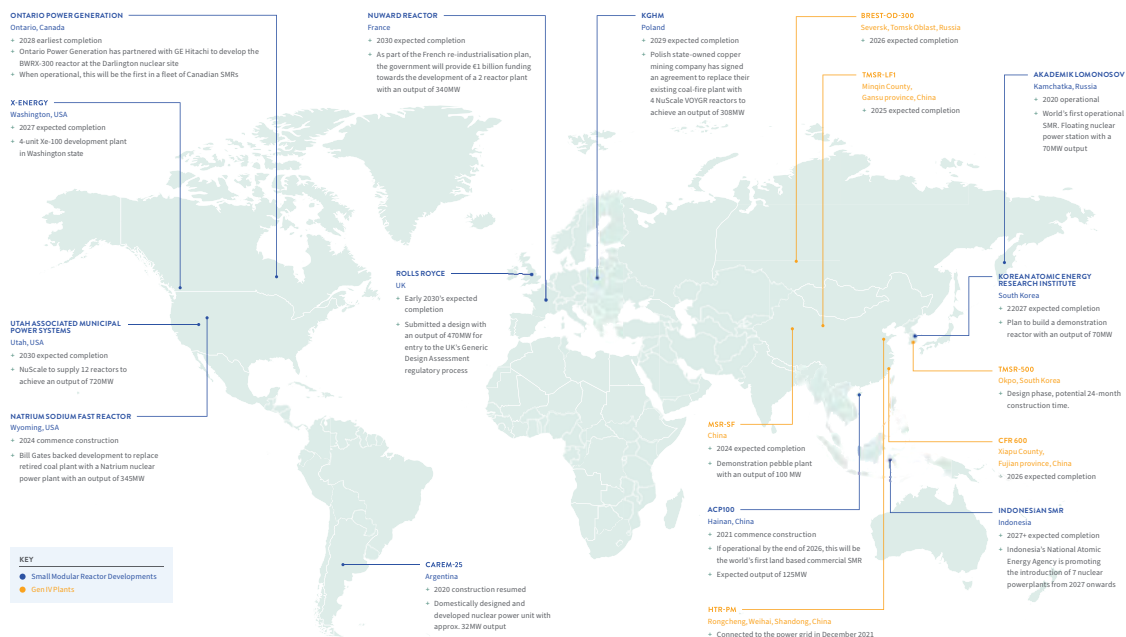 ONTARIO POWER GENERATION
Ontario, Canada
+ 2028 earliest completion
+ Ontario Power Generation has partnered with GE Hitachi to develop the
BWRX-300 reactor at the Darlington nuclear site
+ When operational, this will be the first in a fleet of Canadian SMRs
X-ENERGY
Washington, USA
+ 2027 expected completion
+ 4-unit Xe-100 development plant
in Washington state
UTAH ASSOCIATED MUNICIPAL
POWER SYSTEMS
Utah, USA
+ 2030 expected completion
+ NuScale to supply 12 reactors to
achieve an output of 720MW
NATRIUM SODIUM FAST REACTOR
Wyoming, USA
+ 2024 commence construction
+ Bill Gates backed development to replace
retired coal plant with a Natrium nuclear
power plant with an output of 345MW
KEY
Small Modular Reactor Developments
Gen IV Plants
NUWARD REACTOR
France
+ 2030 expected completion
+ As part of the French re-industrialisation plan,
the government will provide €1 billion funding
towards the development of a 2 reactor plant
with an output of 340MW
ROLLS ROYCE
UK
+ Early 2030's expected
completion
+ Submitted a design with
an output of 470MW for
entry to the UK's Generic
Design Assessment
regulatory process
CAREM-25
Argentina
+ 2020 construction resumed
+ Domestically designed and
developed nuclear power unit with
approx. 32MW output
KGHM
Poland
+ 2029 expected completion
+ Polish state-owned copper
mining company has signed
an agreement to replace their
existing coal-fire plant with
4 NuScale VOYGR reactors to
achieve an output of 308MW
BREST-OD-300
Seversk, Tomsk Oblast, Russia
+ 2026 expected completion
TMSR-LF1
Minqin County,
Gansu province, China
+ 2025 expected completion
AKADEMIK LOMONOSOV
Kamchatka, Russia
+ 2020 operational
+ World's first operational
SMR. Floating nuclear
power station with a
70MW output
KOREAN ATOMIC ENERGY
RESEARCH INSTITUTE
South Korea
+ 22027 expected completion
+ Plan to build a demonstration
reactor with an output of 70MW
TMSR-500
Okpo, South Korea
+ Design phase, potential 24-month
construction time.
MSR-SF
China
+ 2024 expected completion
+ Demonstration pebble plant
with an output of 100 MW
CFR 600
Xiapu County,
Fujian province, China
+ 2026 expected completion
ACP100
Hainan, China
+ 2021 commence construction
+ If operational by the end of 2026, this will be
the world's first land based commercial SMR
+ Expected output of 125MW
INDONESIAN SMR
Indonesia
+ 2027+ expected completion
+ Indonesia's National Atomic
Energy Agency is promoting
the introduction of 7 nuclear
powerplants from 2027 onwards
HTR-PM
Rongcheng, Weihai, Shandong, China
+ Connected to the power grid in December 2021